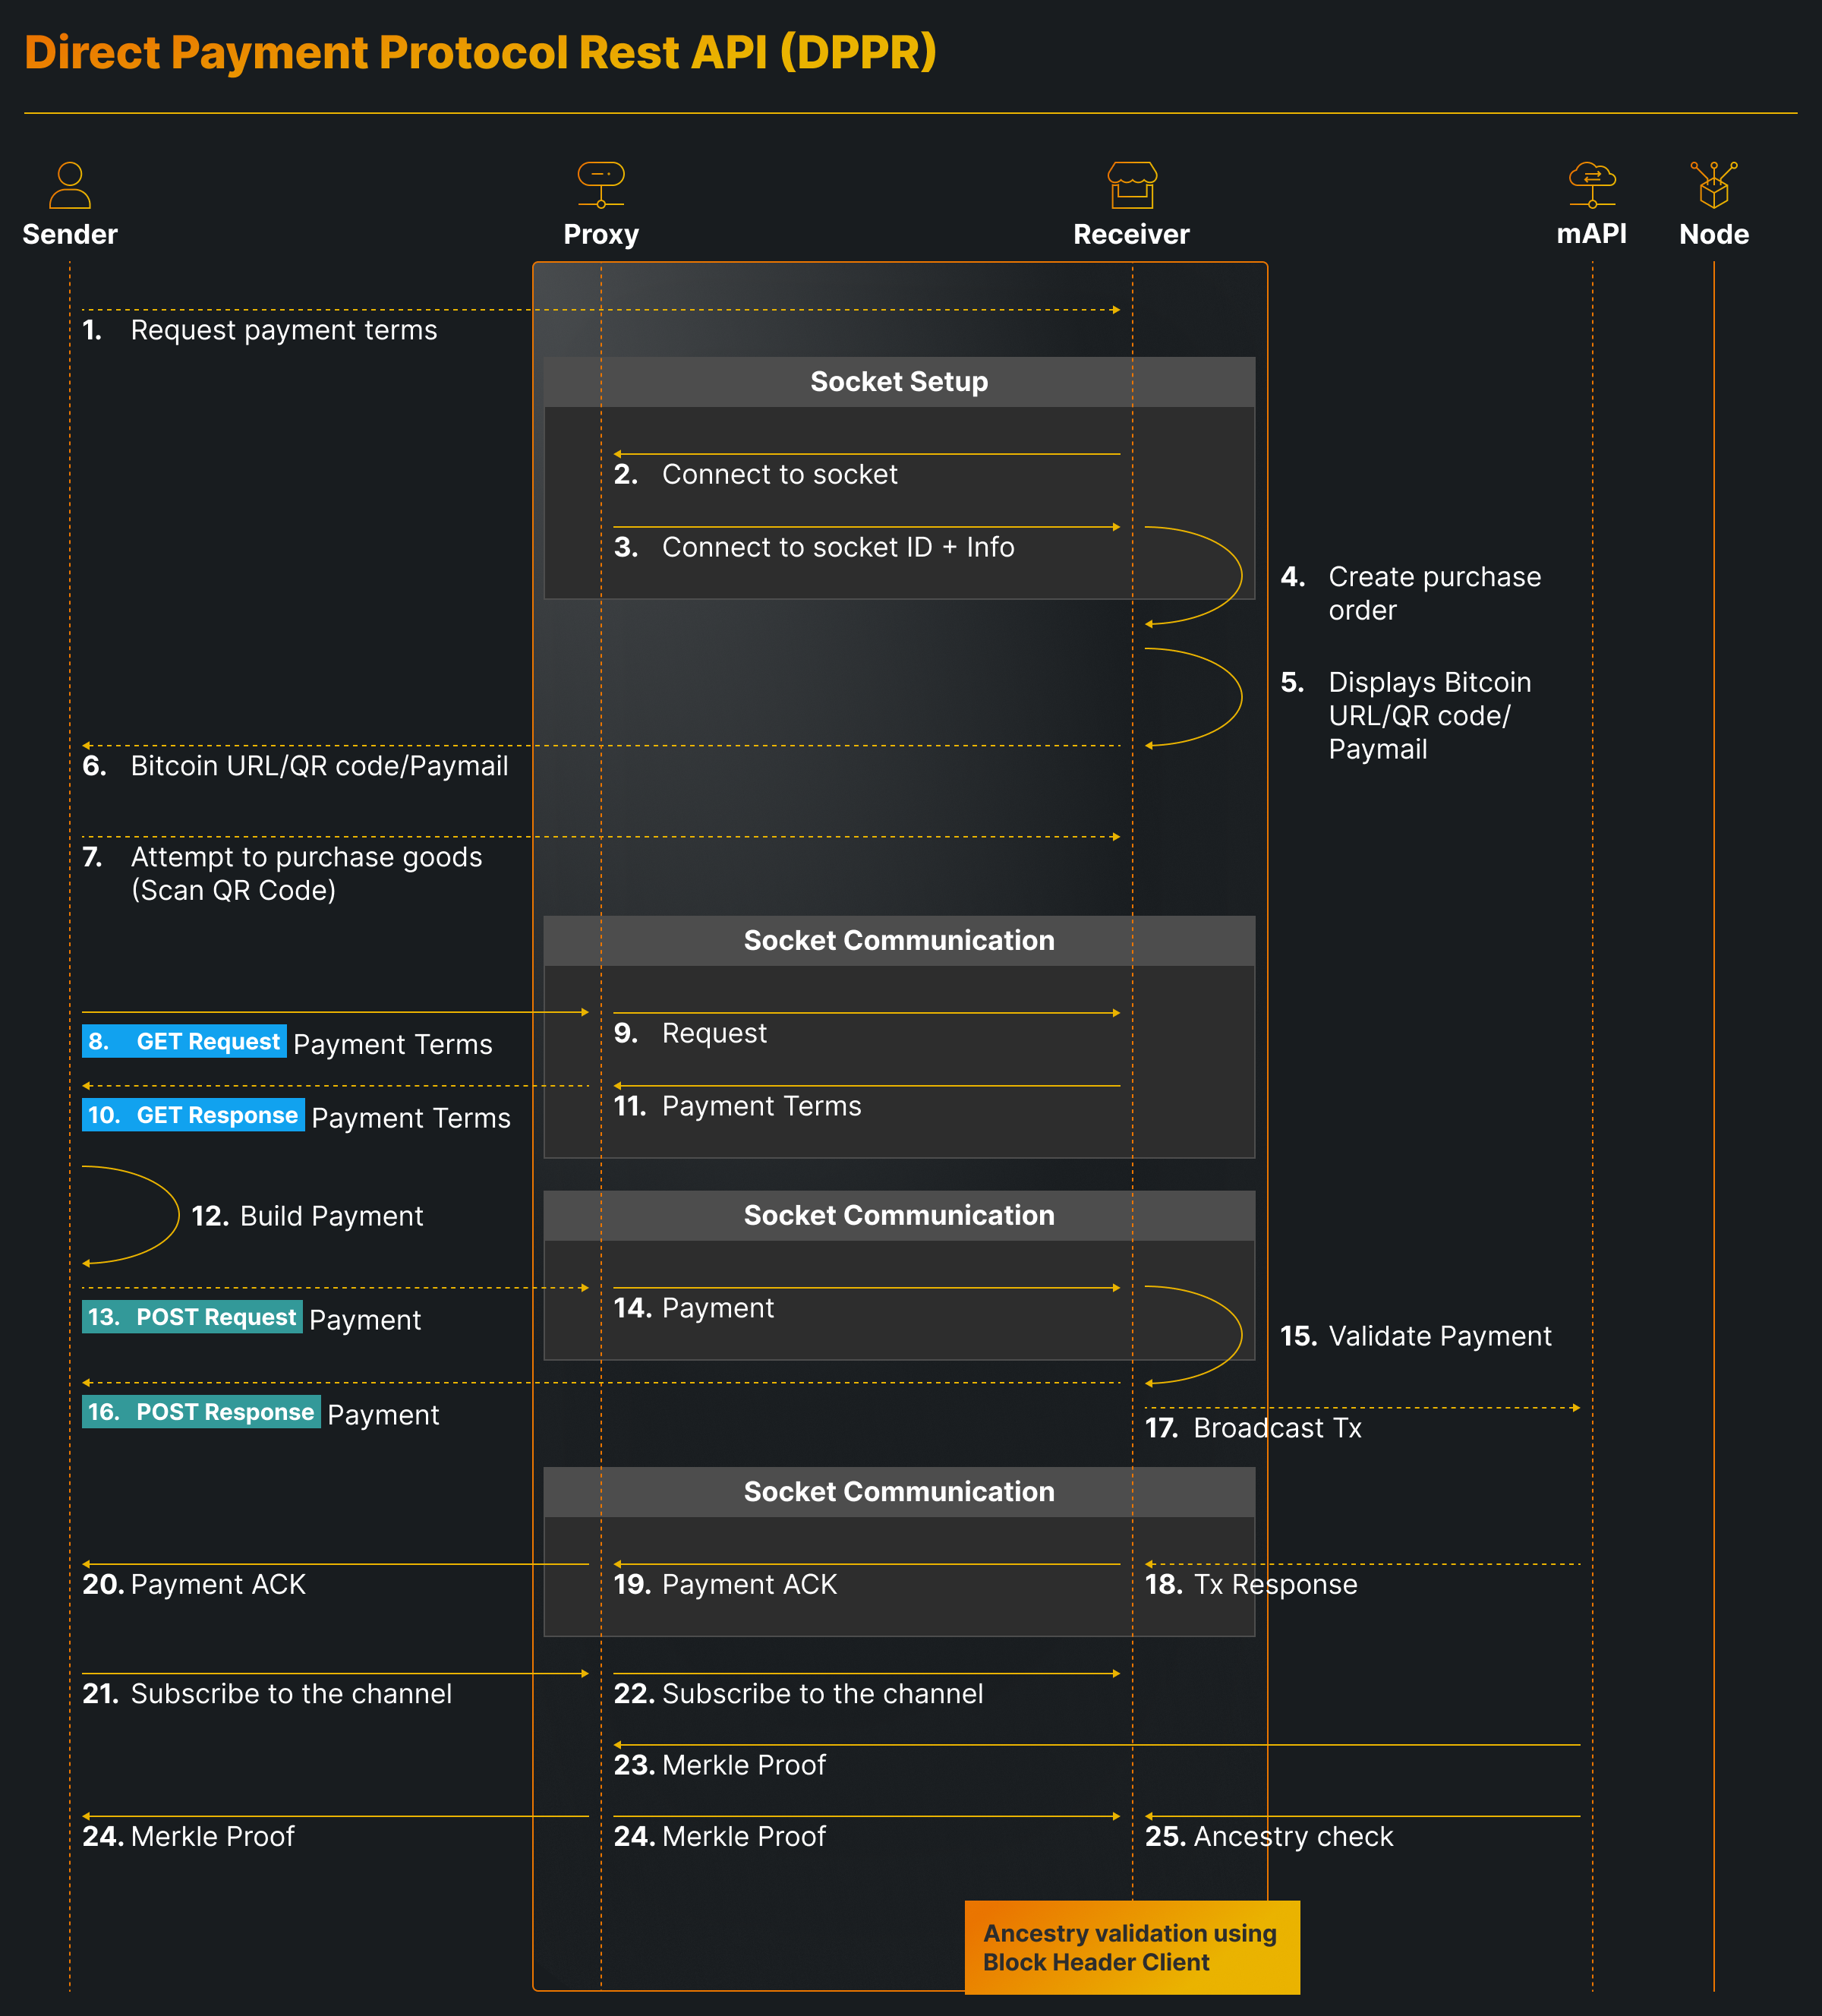 Direct Payment Protocol Rest API (DPPR)
Sender
Proxy
Receiver
mAPI
Node
1. Request payment terms
Socket Setup
2. Connect to socket
3. Connect to socket ID + Info
4. Create purchase
order
5. Displays Bitcoin
URL/QR code/
Paymail
6. Bitcoin URL/QR code/Paymail
7. Attempt to purchase goods
(Scan QR Code)
Socket Communication
8. GET Request Payment Terms
9. Request
10. GET Response Payment Terms
11. Payment Terms
12. Build Payment
Socket Communication
13. POST Request Payment
14. Payment
15. Validate Payment
16. POST Response Payment
17. Broadcast Tx
Socket Communication
20. Payment ACK
19. Payment ACK
18. Tx Response
21. Subscribe to the channel
22. Subscribe to the channel
23. Merkle Proof
24. Merkle Proof
24. Merkle Proof
25. Ancestry check
Ancestry validation using
Block Header Client